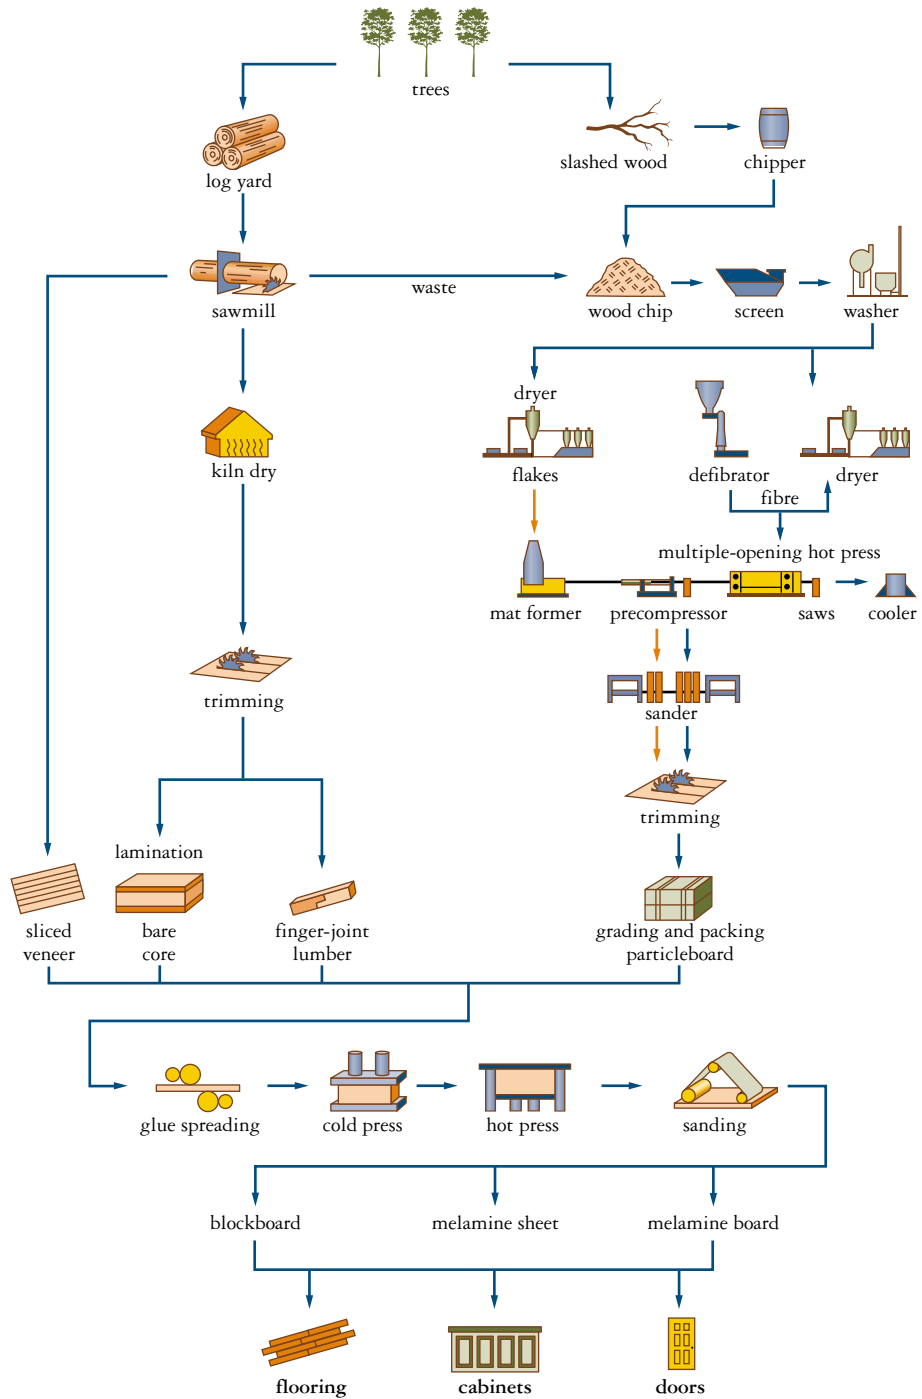 trees
log yard
slashed wood
chipper
sawmill
waste
wood chip
screen
washer
dryer
kiln dry
flakes
defibrator
dryer
fibre
multiple-opening hot press
mat former
precompressor
saws
cooler
trimming
sander
trimming
lamination
sliced
veneer
bare
core
finger-joint
lumber
grading and packing
particleboard
glue spreading
cold press
hot press
sanding
blockboard
melamine sheet
melamine board
flooring
cabinets
doors